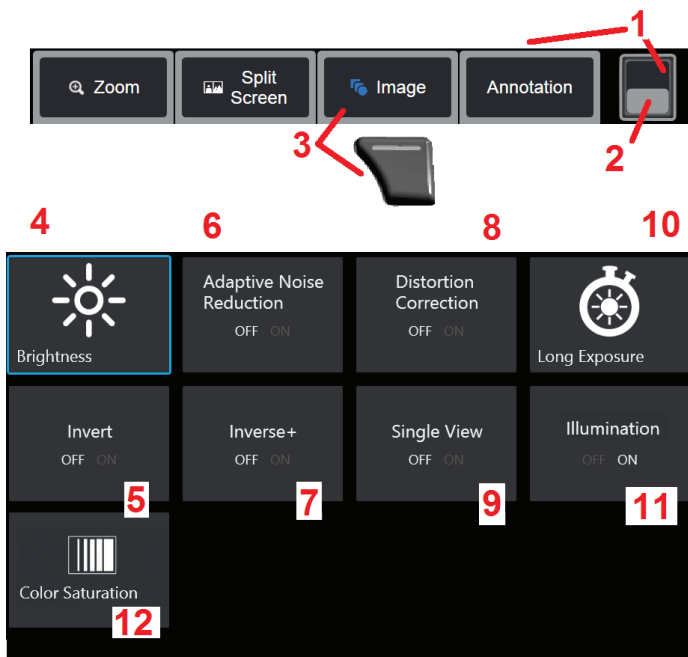 1
Zoom
Split
Screen
Image
Annotation
3
2
4
6
8
10
Brightness
Adaptive Noise
Reduction
OFF ON
Distortion
Correction
OFF ON
Long Exposure
Invert
OFF ON
5
Inverse+
OFF ON
7
Single View
OFF ON
9
Illumination
OFF ON
11
Color Saturation
12